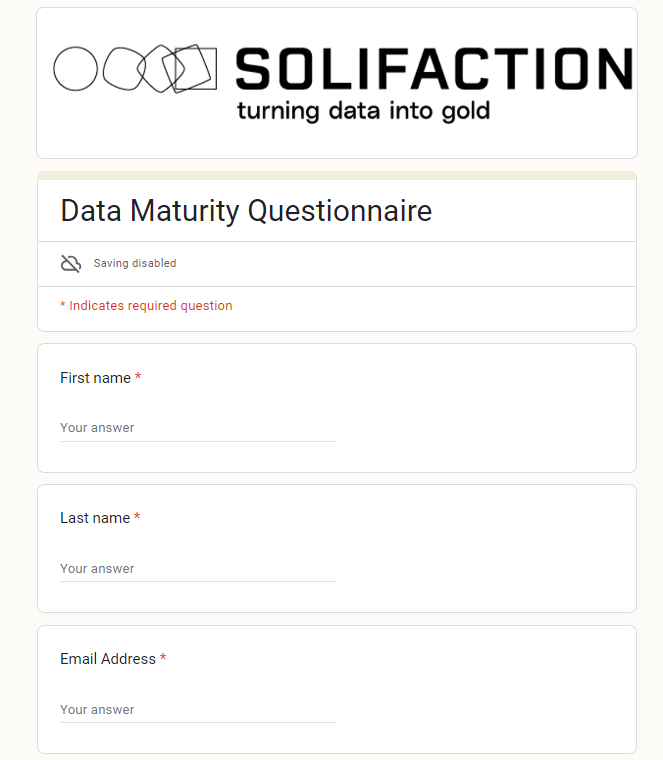 SOLIFACTION
turning data into gold
Data Maturity Questionnaire
Saving disabled
* Indicates required question
First name *
Your answer
Last name *
Your answer
Email Address *
Your answer